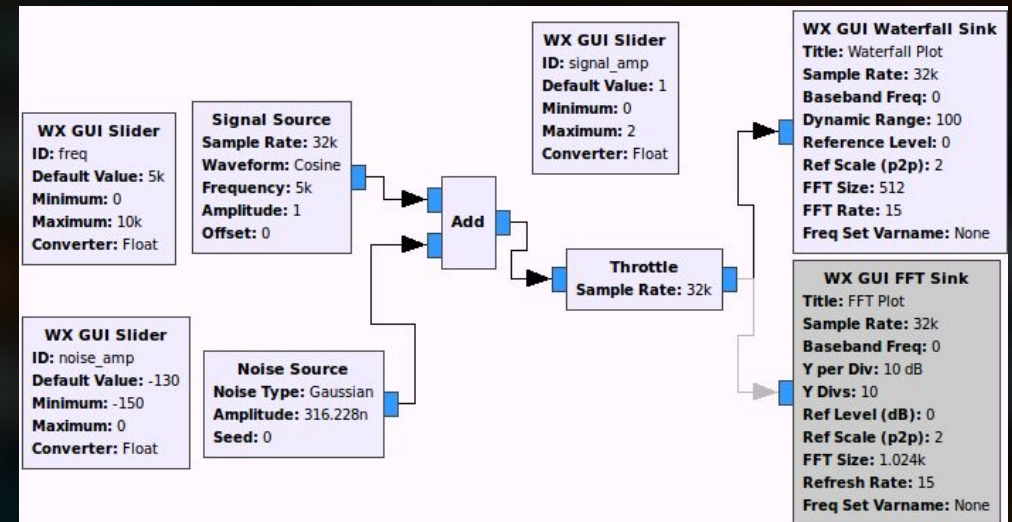 WX GUI Slider
ID: freq
Default Value: 5k
Minimum: 0
Maximum: 10k
Converter: Float
Signal Source
Sample Rate: 32k
Waveform: Cosine
Frequency: 5k
Amplitude: 1
Offset: 0
WX GUI Slider
ID: noise_amp
Default Value: -130
Minimum: -150
Maximum: 0
Converter: Float
Noise Source
Noise Type: Gaussian
Amplitude: 316.228n
Seed: 0
Add
WX GUI Slider
ID: signal_amp
Default Value: 1
Minimum: 0
Maximum: 2
Converter: Float
Throttle
Sample Rate: 32k
WX GUI Waterfall Sink
Title: Waterfall Plot
Sample Rate: 32k
Baseband Freq: 0
Dynamic Range: 100
Reference Level: 0
Ref Scale (p2p): 2
FFT Size: 512
FFT Rate: 15
Freq Set Varname: None
WX GUI FFT Sink
Title: FFT Plot
Sample Rate: 32k
Baseband Freq: 0
Y per Div: 10 dB
Y Divs: 10
Ref Level (dB): 0
Ref Scale (p2p): 2
FFT Size: 1.024k
Refresh Rate: 15
Freq Set Varname: None